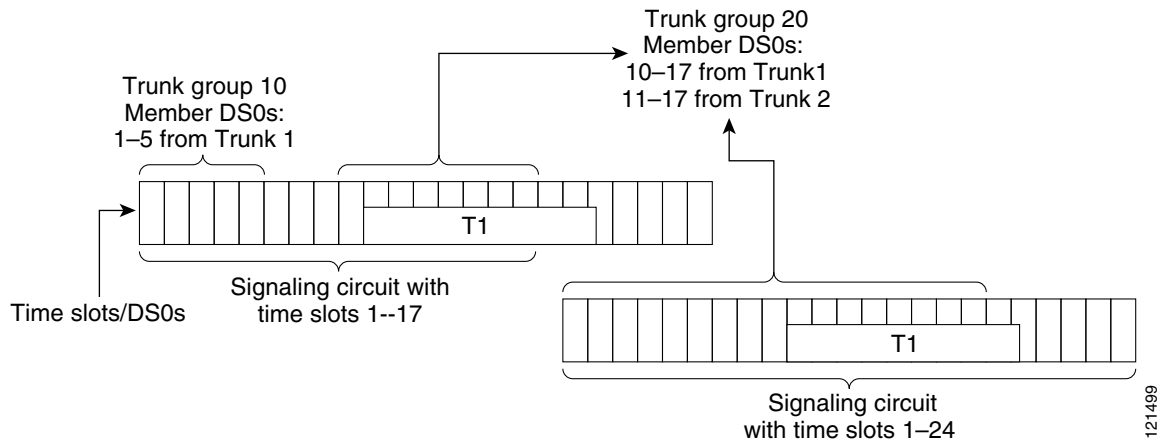 Trunk group 20
Member DS0s:
10–17 from Trunk1
11–17 from Trunk 2
Trunk group 10
Member DS0s:
1–5 from Trunk 1
T1
Signaling circuit with
time slots 1--17
Time slots/DS0s
T1
Signaling circuit
with time slots 1–24
121499